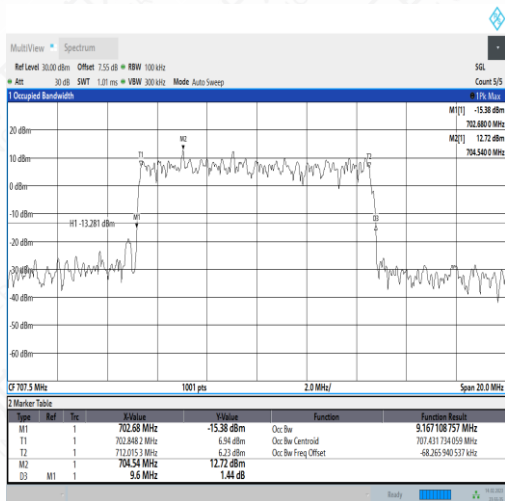 MultiView Spectrum
Ref Level 30.00 dBm Offset 7.55 dB RBW 100 kHz SGL
Att 30 dB SWT 1.01 ms VBW 300 kHz Mode Auto Sweep Count 5/5
1 Occupied Bandwidth 1Pk Max
M1[1] -15.38 dBm
702.680 0 MHz
M2[1] 12.72 dBm
704.540 0 MHz
20 dBm
M2
T1 T2
10 dBm
0 dBm
-10 dBm
M1 D3
H1 -13.281 dBm
-20 dBm
-30 dBm
-40 dBm
-50 dBm
-60 dBm
CF 707.5 MHz 1001 pts 2.0 MHz/ Span 20.0 MHz
2 Marker Table
Type Ref Trc X-Value Y-Value Function Function Result
M1 1 702.68 MHz -15.38 dBm Occ Bw 9.167 108 757 MHz
T1 1 702.848 2 MHz 6.94 dBm Occ Bw Centroid 707.431 734 059 MHz
T2 1 712.015 3 MHz 6.23 dBm Occ Bw Freq Offset -68.265 940 537 kHz
M2 1 704.54 MHz 12.72 dBm
D3 M1 1 9.6 MHz 1.44 dB
Ready